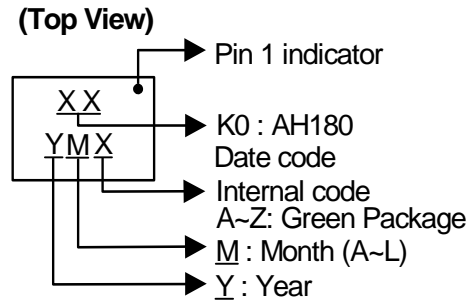 (Top View)
Pin 1 indicator
XX
K0 : AH180
YMX
Date code
Internal code
A~Z: Green Package
M : Month (A~L)
Y : Year